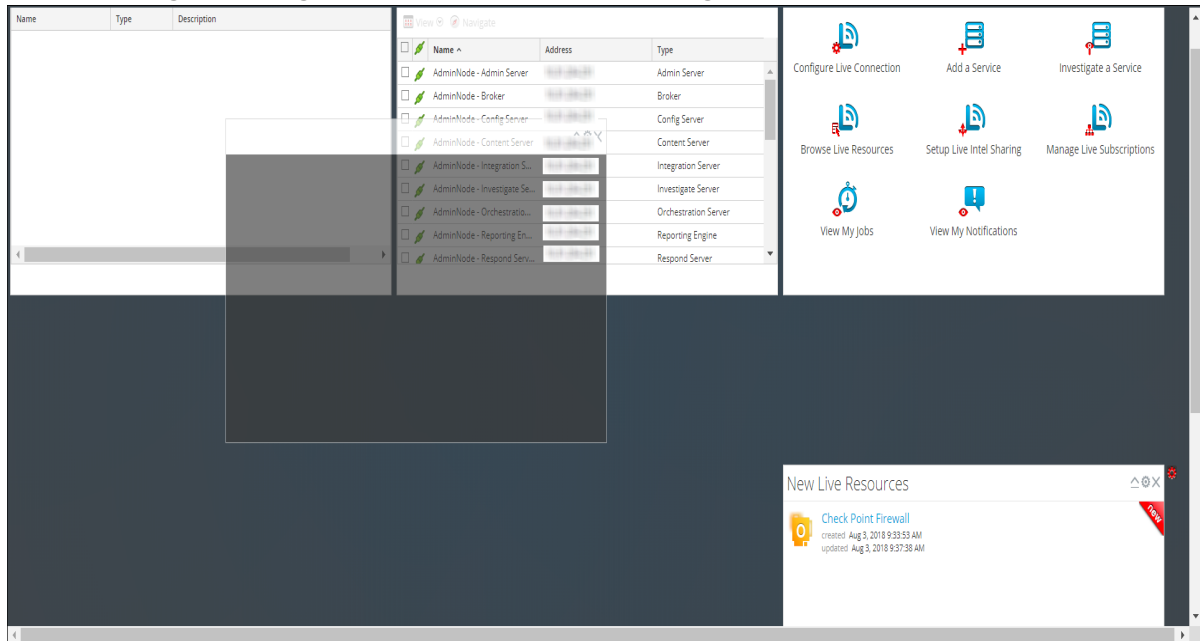 Name Type Description
View Navigate
Name Address Type
AdminNode - Admin Server Admin Server
AdminNode - Broker Broker
AdminNode - Config Server Config Server
AdminNode - Content Server Content Server
AdminNode - Integration S... Integration Server
AdminNode - Investigate Se... Investigate Server
AdminNode - Orchestratio... Orchestration Server
AdminNode - Reporting En... Reporting Engine
AdminNode - Respond Serv... Respond Server
Configure Live Connection Add a Service Investigate a Service
Browse Live Resources Setup Live Intel Sharing Manage Live Subscriptions
View My Jobs View My Notifications
New Live Resources
new
Check Point Firewall
created Aug 3, 2018 9:33:53 AM
updated Aug 3, 2018 9:37:38 AM